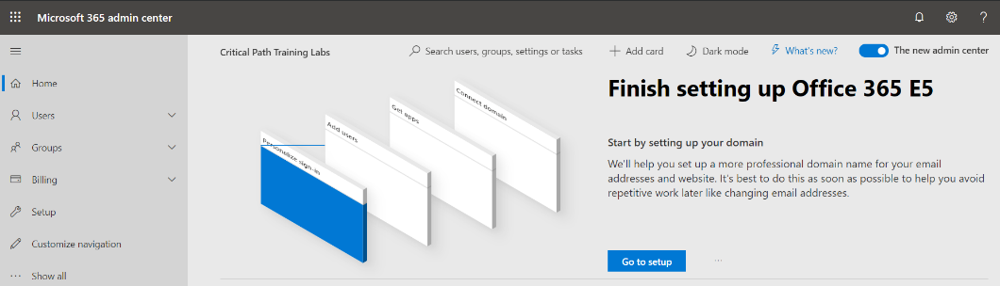 Microsoft 365 admin center
?
Critical Path Training Labs
Search users, groups, settings or tasks
Add card
Dark mode
What's new?
The new admin center
Home
Users
Groups
Billing
Setup
Customize navigation
Show all
Personalize sign-in
Add users
Get apps
Connect domain
Finish setting up Office 365 E5
Start by setting up your domain
We'll help you set up a more professional domain name for your email
addresses and website. It's best to do this as soon as possible to help you avoid
repetitive work later like changing email addresses.
Go to setup